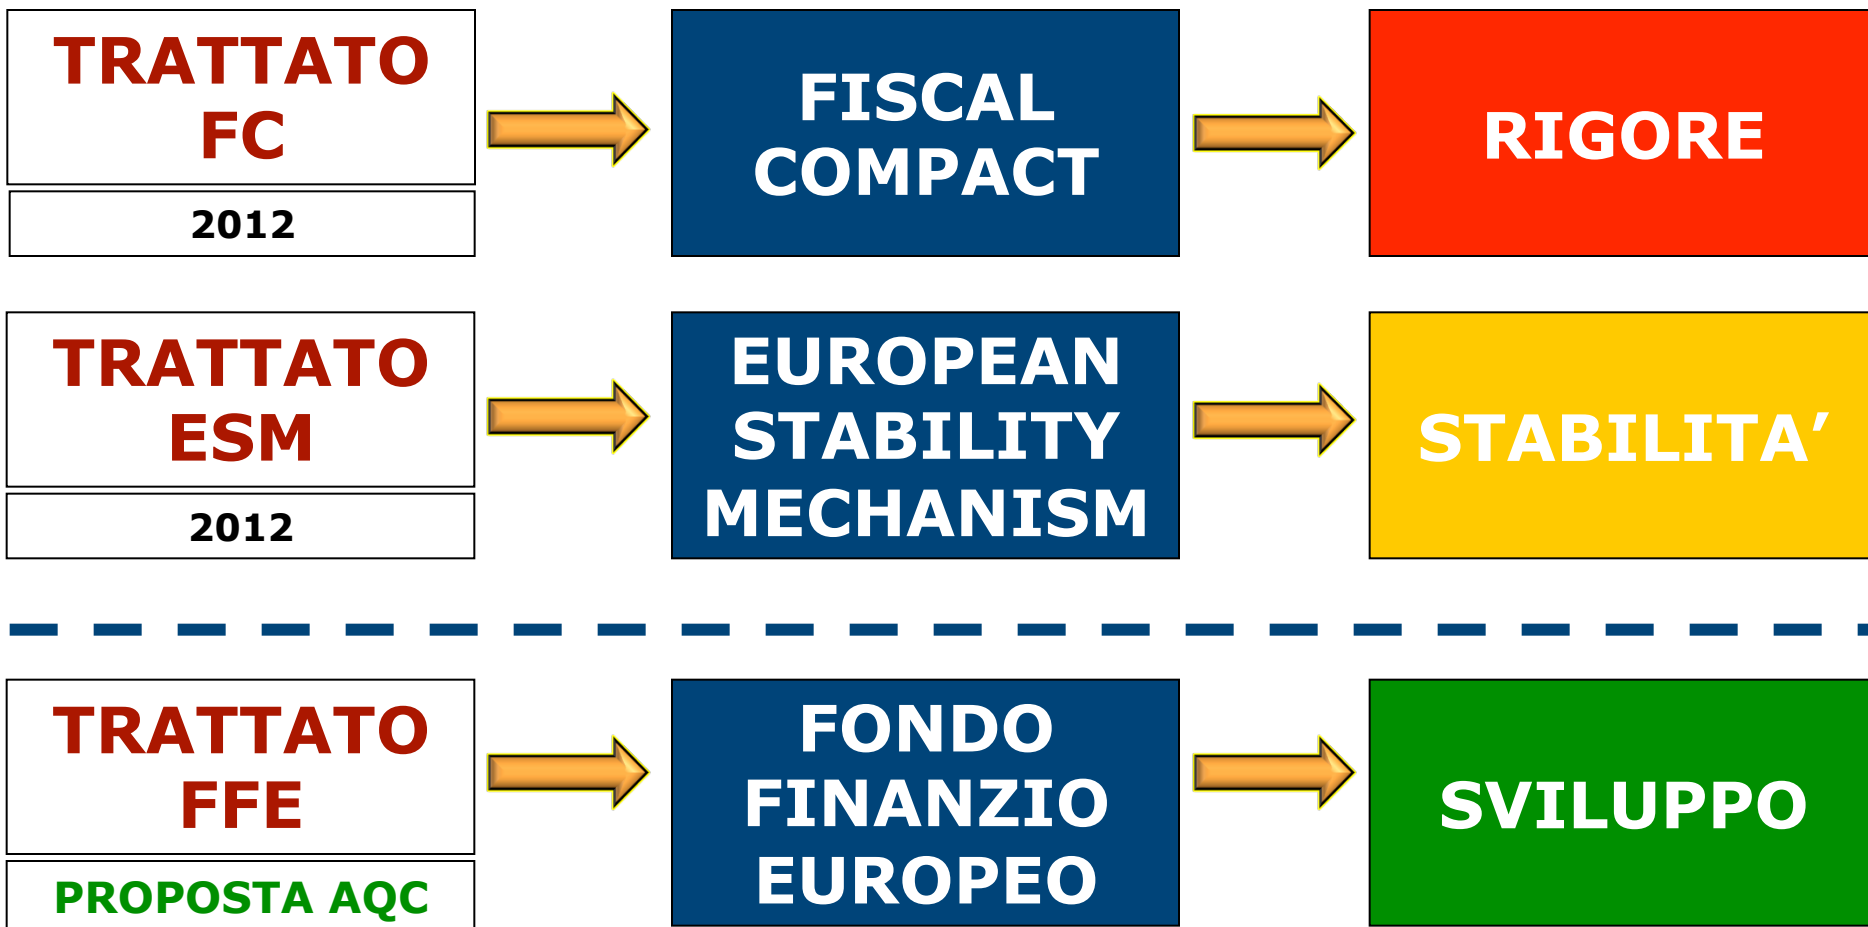 TRATTATO
FC
2012
FISCAL
COMPACT
RIGORE
TRATTATO
ESM
2012
EUROPEAN
STABILITY
MECHANISM
STABILITA’
TRATTATO
FFE
PROPOSTA AQC
FONDO
FINANZIO
EUROPEO
SVILUPPO